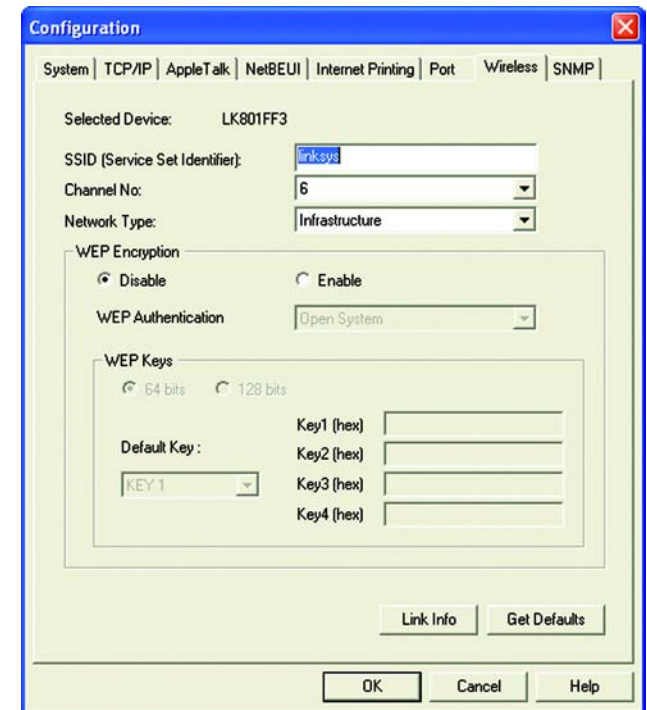 Configuration
System TCP/IP AppleTalk NetBEUI Internet Printing Port Wireless SNMP
Selected Device: LK801FF3
SSID (Service Set Identifier): linksys
Channel No: 6
Network Type: Infrastructure
WEP Encryption
Disable Enable
WEP Authentication Open System
WEP Keys
64 bits 128 bits
Key1 (hex)
Default Key :
Key2 (hex)
KEY 1 Key3 (hex)
Key4 (hex)
Link Info Get Defaults
OK Cancel Help